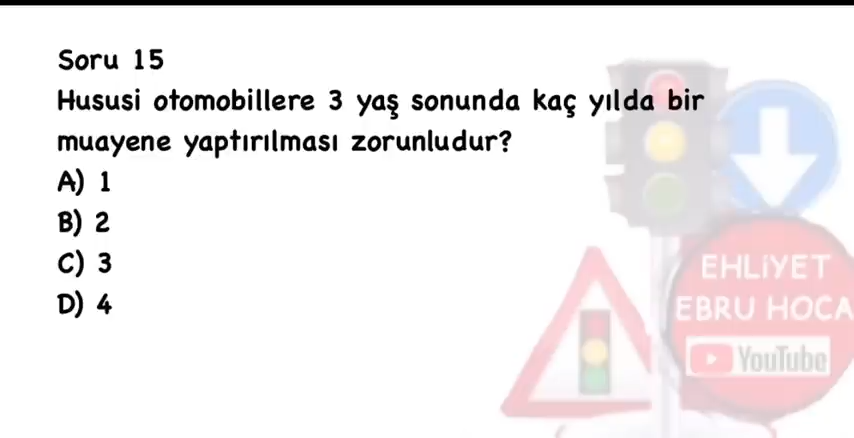 Soru 15
Hususi otomobillere 3 yaş sonunda kaç yılda bir
muayene yaptırılması zorunludur?
A) 1
B) 2
C) 3
D) 4
EHLİYET
EBRU HOCA
YouTube